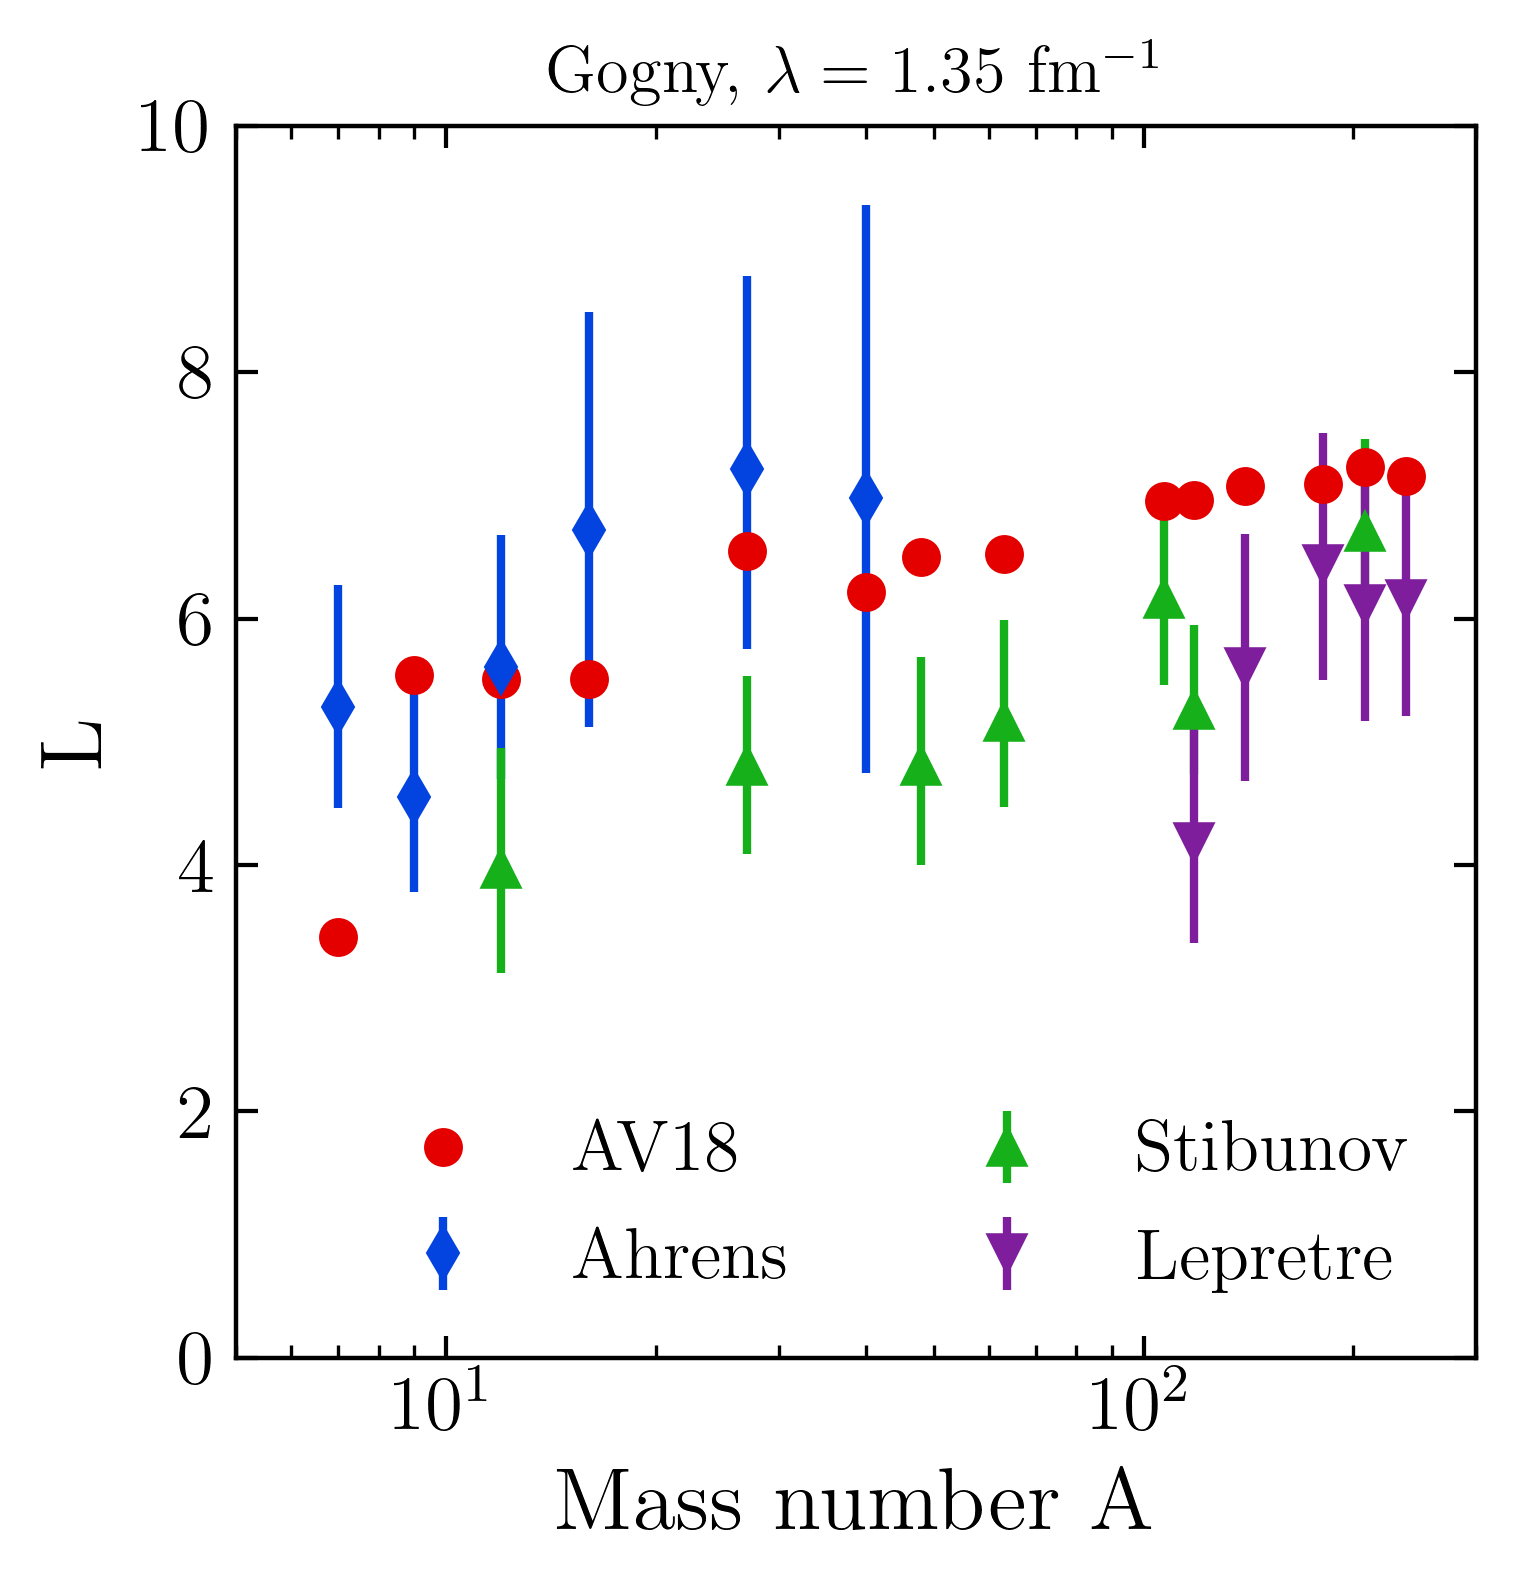 Gogny, λ = 1.35 fm⁻¹
10
8
6
4
2
0
L
AV18
Ahrens
Stibunov
Lepretre
10¹
10²
Mass number A